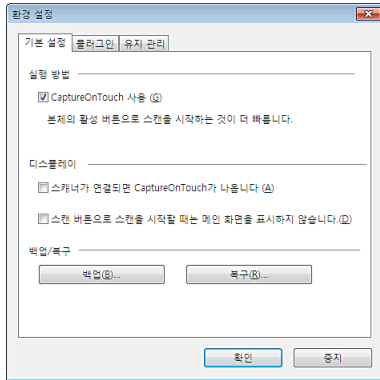 환경 설정
기본 설정 플러그인 유지 관리
실행 방법
CaptureOnTouch 사용 (G)
본체의 활성 버튼으로 스캔을 시작하는 것이 더 빠릅니다.
디스플레이
스캐너가 연결되면 CaptureOnTouch가 나옵니다 (A)
스캔 버튼으로 스캔을 시작할 때는 메인 화면을 표시하지 않습니다.(D)
백업/복구
백업(B)... 복구(R)...
확인 중지